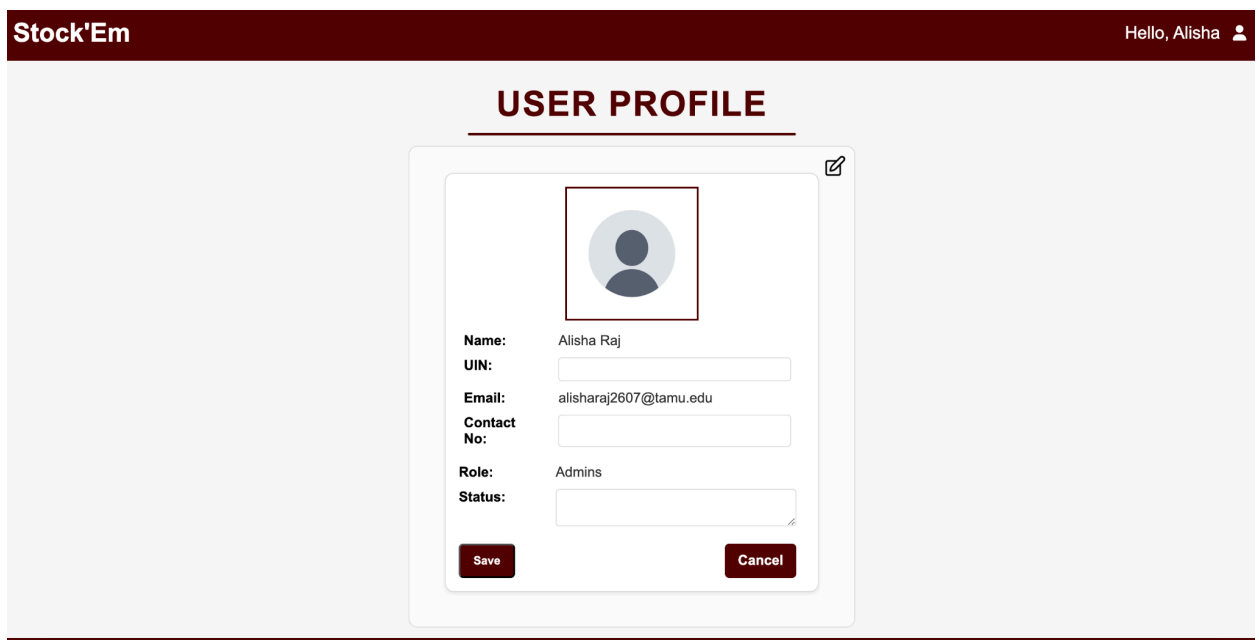 Stock'Em
Hello, Alisha
USER PROFILE
Name: Alisha Raj
UIN:
Email: alisharaj2607@tamu.edu
Contact
No:
Role: Admins
Status:
Save Cancel